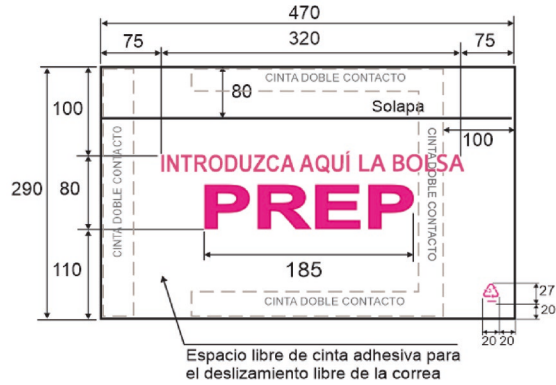 470
75
320
75
CINTA DOBLE CONTACTO
80
Solapa
100
100
INTRODUZCA AQUÍ LA BOLSA
PREP
290
80
CINTA DOBLE CONTACTO
CINTA DOBLE CONTACTO
185
110
CINTA DOBLE CONTACTO
27
20
20 20
Espacio libre de cinta adhesiva para
el deslizamiento libre de la correa